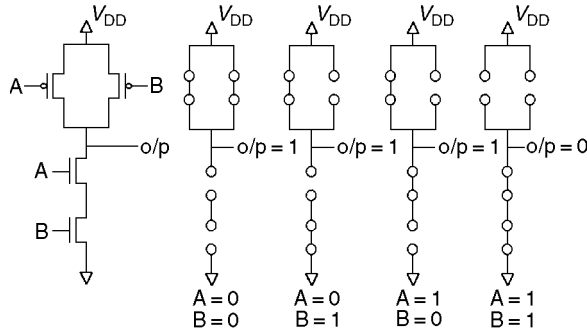 V_DD V_DD V_DD V_DD V_DD
A B
o/p o/p = 1 o/p = 1 o/p = 1 o/p = 0
A
B
A = 0 A = 0 A = 1 A = 1
B = 0 B = 1 B = 0 B = 1